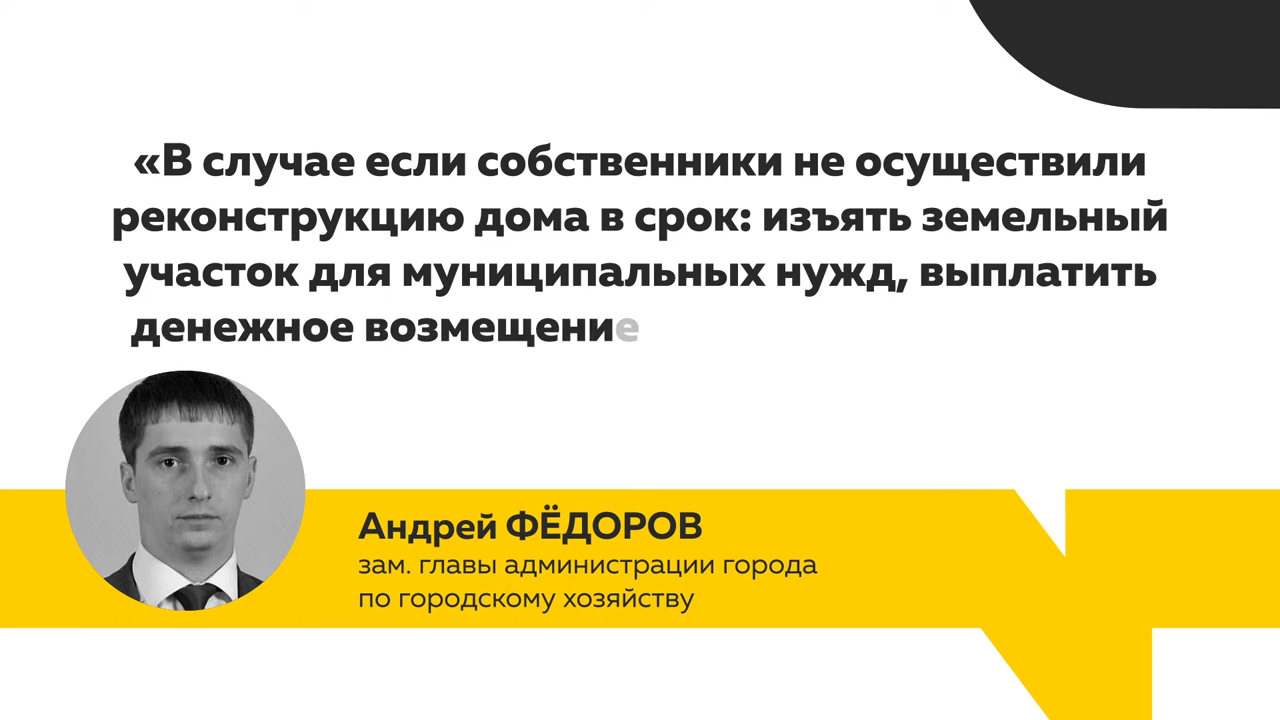 «В случае если собственники не осуществили
реконструкцию дома в срок: изъять земельный
участок для муниципальных нужд, выплатить
денежное возмещение
Андрей ФЁДОРОВ
зам. главы администрации города
по городскому хозяйству